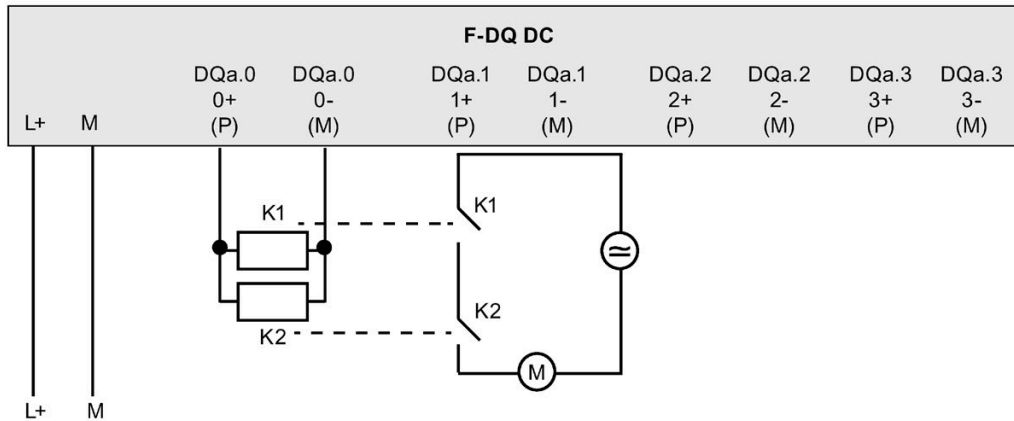 F-DQ DC
DQa.0 DQa.0 DQa.1 DQa.1 DQa.2 DQa.2 DQa.3 DQa.3
0+ 0- 1+ 1- 2+ 2- 3+ 3-
L+ M (P) (M) (P) (M) (P) (M) (P) (M)
K1 K1
≃
K2
K2
M
L+ M